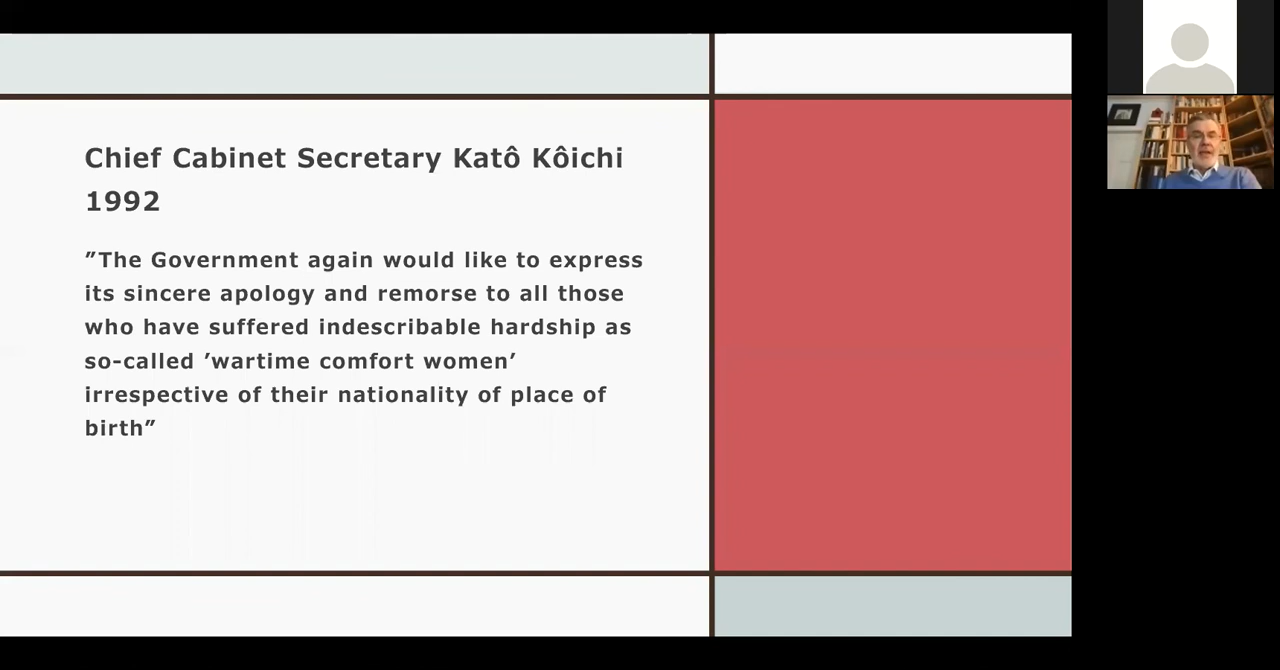 Chief Cabinet Secretary Katô Kôichi
1992
”The Government again would like to express
its sincere apology and remorse to all those
who have suffered indescribable hardship as
so-called ’wartime comfort women’
irrespective of their nationality of place of
birth”